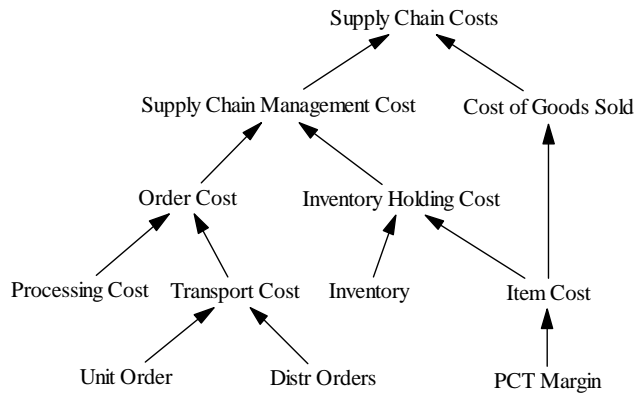 Supply Chain Costs
Supply Chain Management Cost
Cost of Goods Sold
Order Cost
Inventory Holding Cost
Processing Cost
Transport Cost
Inventory
Item Cost
Unit Order
Distr Orders
PCT Margin